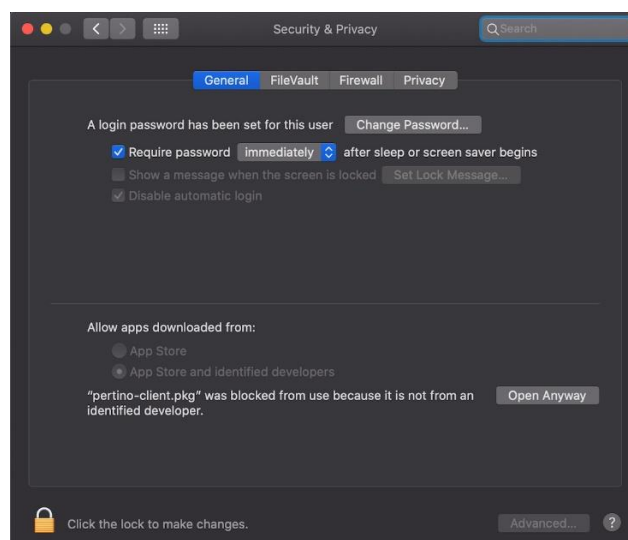 Security & Privacy
Search
General FileVault Firewall Privacy
A login password has been set for this user Change Password...
Require password immediately after sleep or screen saver begins
Show a message when the screen is locked Set Lock Message...
Disable automatic login
Allow apps downloaded from:
App Store
App Store and identified developers
“pertino-client.pkg” was blocked from use because it is not from an Open Anyway
identified developer.
Click the lock to make changes. Advanced... ?